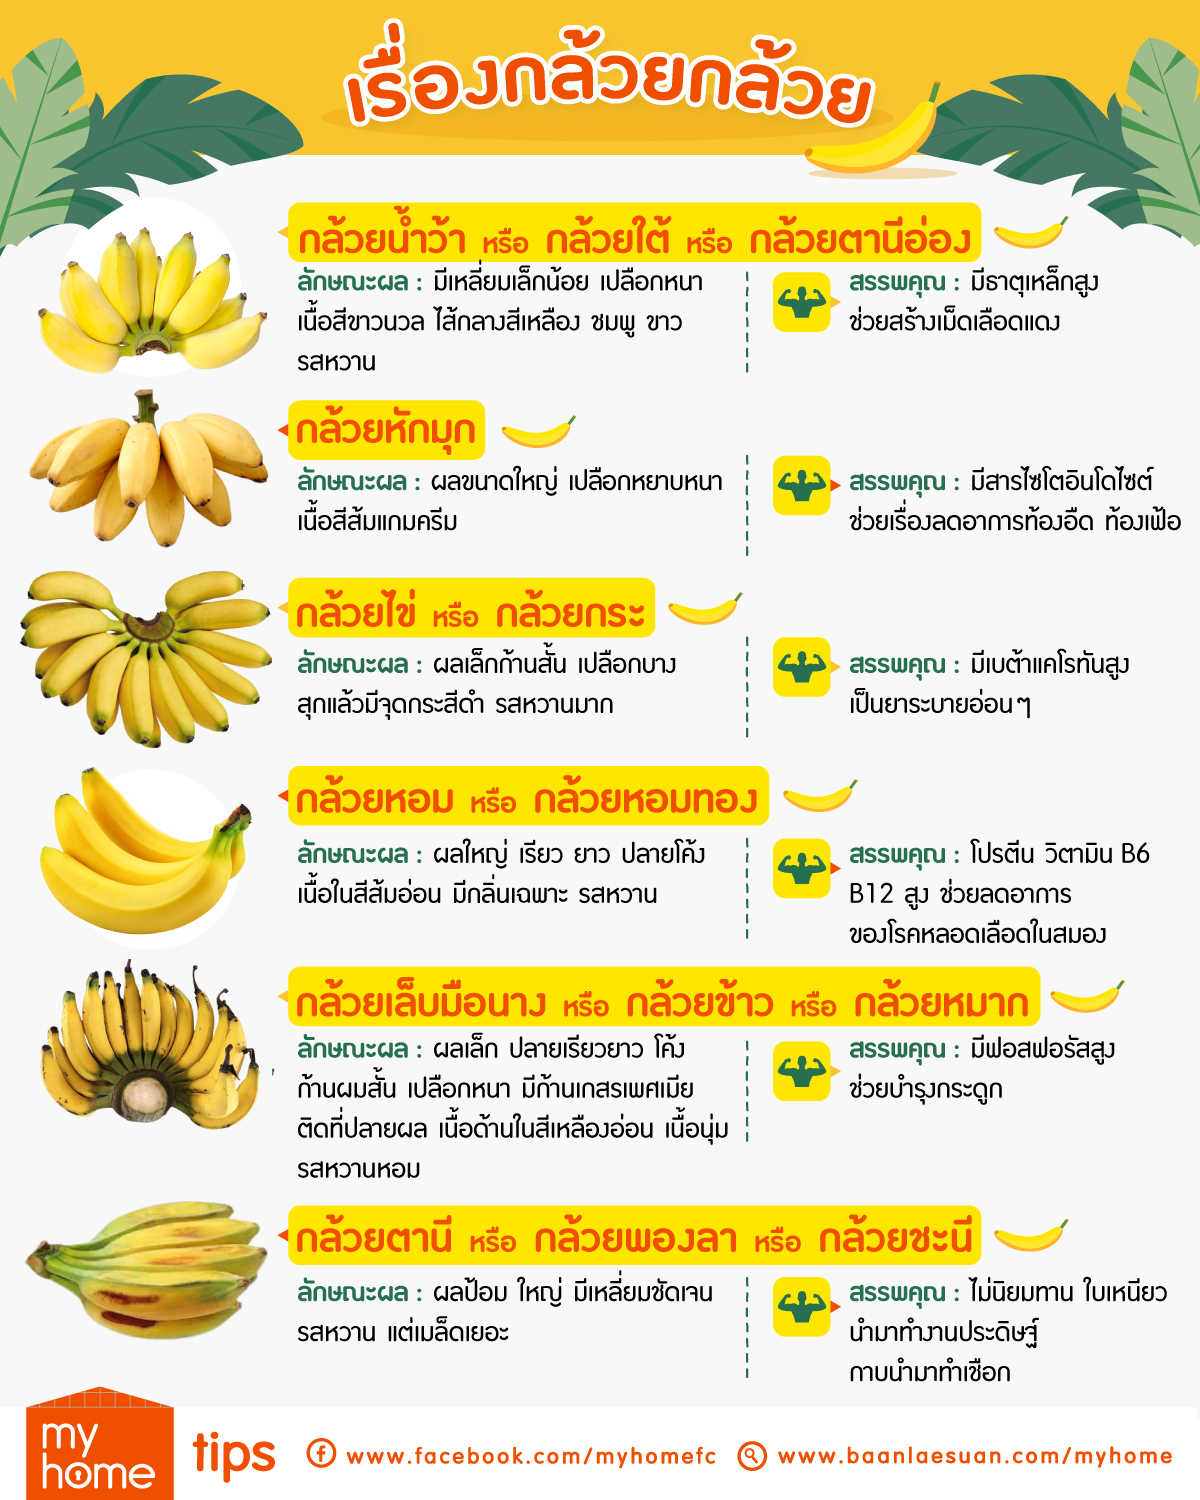 เรื่องกล้วยกล้วย
กล้วยน้ำว้า หรือ กล้วยใต้ หรือ กล้วยตานีอ่อง
ลักษณะผล : มีเหลี่ยมเล็กน้อย เปลือกหนา
เนื้อสีขาวนวล ไส้กลางสีเหลือง ชมพู ขาว
รสหวาน
สรรพคุณ : มีธาตุเหล็กสูง
ช่วยสร้างเม็ดเลือดแดง
กล้วยหักมุก
ลักษณะผล : ผลขนาดใหญ่ เปลือกหยาบหนา
เนื้อสีส้มแกมครีม
สรรพคุณ : มีสารไซโตอินโดไซต์
ช่วยเรื่องลดอาการท้องอืด ท้องเฟ้อ
กล้วยไข่ หรือ กล้วยกระ
ลักษณะผล : ผลเล็กก้านสั้น เปลือกบาง
สุกแล้วมีจุดกระสีดำ รสหวานมาก
สรรพคุณ : มีเบต้าแคโรทันสูง
เป็นยาระบายอ่อนๆ
กล้วยหอม หรือ กล้วยหอมทอง
ลักษณะผล : ผลใหญ่ เรียว ยาว ปลายโค้ง
เนื้อในสีส้มอ่อน มีกลิ่นเฉพาะ รสหวาน
สรรพคุณ : โปรตีน วิตามิน B6
B12 สูง ช่วยลดอาการ
ของโรคหลอดเลือดในสมอง
กล้วยเล็บมือนาง หรือ กล้วยข้าว หรือ กล้วยหมาก
ลักษณะผล : ผลเล็ก ปลายเรียวยาว โค้ง
ก้านผมสั้น เปลือกหนา มีก้านเกสรเพศเมีย
ติดที่ปลายผล เนื้อด้านในสีเหลืองอ่อน เนื้อนุ่ม
รสหวานหอม
สรรพคุณ : มีฟอสฟอรัสสูง
ช่วยบำรุงกระดูก
กล้วยตานี หรือ กล้วยพองลา หรือ กล้วยชะนี
ลักษณะผล : ผลป้อม ใหญ่ มีเหลี่ยมชัดเจน
รสหวาน แต่เมล็ดเยอะ
สรรพคุณ : ไม่นิยมทาน ใบเหนียว
นำมาทำงานประดิษฐ์
กาบนำมาทำเชือก
my
home
tips
www.facebook.com/myhomefc
www.baanlaesuan.com/myhome